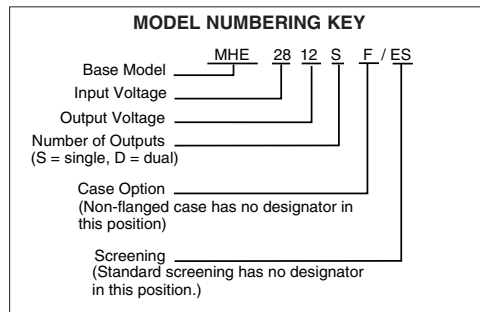 MODEL NUMBERING KEY
MHE 28 12 S F / ES
Base Model
Input Voltage
Output Voltage
Number of Outputs
(S = single, D = dual)
Case Option
(Non-flanged case has no designator in
this position)
Screening
(Standard screening has no designator
in this position.)